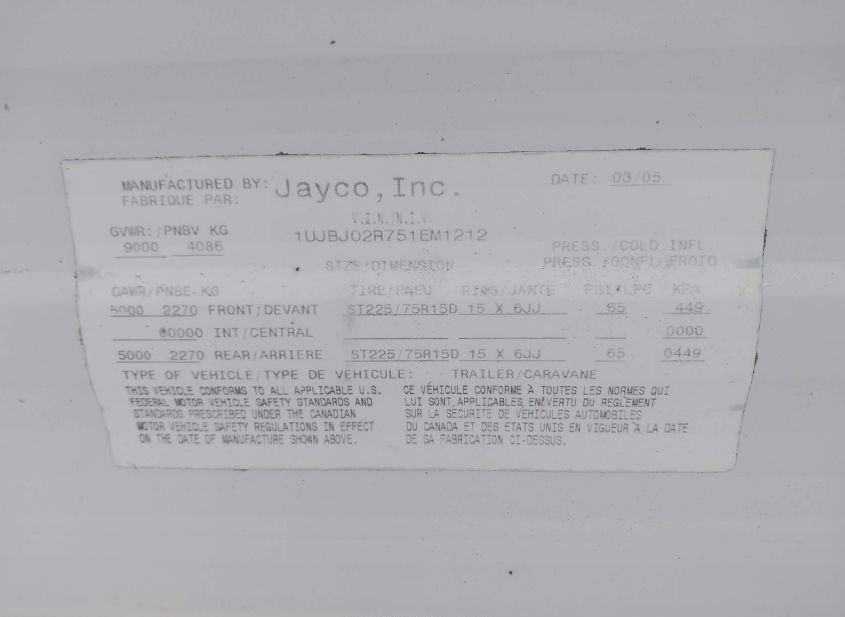 MANUFACTURED BY: Jayco, Inc. DATE: 03/05
FABRIQUE PAR:
V.I.N./N.I.V
GVWR:/PNBV KG 1UJBJ02R751EM1212
9000 4086 PRESS./COLD INFL.
SIZE/DIMENSION PRESS./GONFL/FROID
GAWR/PNBE-KG TIRE/PNEU RIMS/JANTE PSI/LPC KPA
5000 2270 FRONT/DEVANT ST225/75R15D 15 X 6JJ 65 449
00000 INT/CENTRAL 0000
5000 2270 REAR/ARRIERE ST225/75R15D 15 X 6JJ 65 0449
TYPE OF VEHICLE/TYPE DE VEHICULE: TRAILER/CARAVANE
THIS VEHICLE CONFORMS TO ALL APPLICABLE U.S. CE VÉHICULE CONFORME À TOUTES LES NORMES QUI
FEDERAL MOTOR VEHICLE SAFETY STANDARDS AND LUI SONT APPLICABLES EN VERTU DU REGLEMENT
STANDARDS PRESCRIBED UNDER THE CANADIAN SUR LA SECURITE DE VEHICULES AUTOMOBILES
MOTOR VEHICLE SAFETY REGULATIONS IN EFFECT DU CANADA ET DES ETATS UNIS EN VIGUEUR À LA DATE
ON THE DATE OF MANUFACTURE SHOWN ABOVE. DE SA FABRICATION CI-DESSUS.